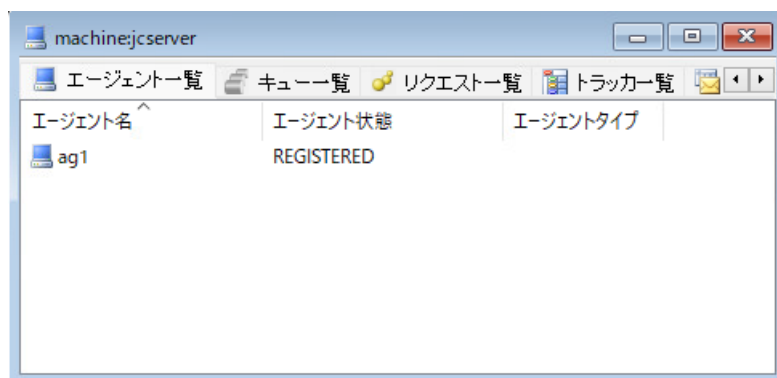 machine:jcserver
エージェント一覧 キュー一覧 リクエスト一覧 トラッカー一覧
エージェント名 エージェント状態 エージェントタイプ
ag1 REGISTERED